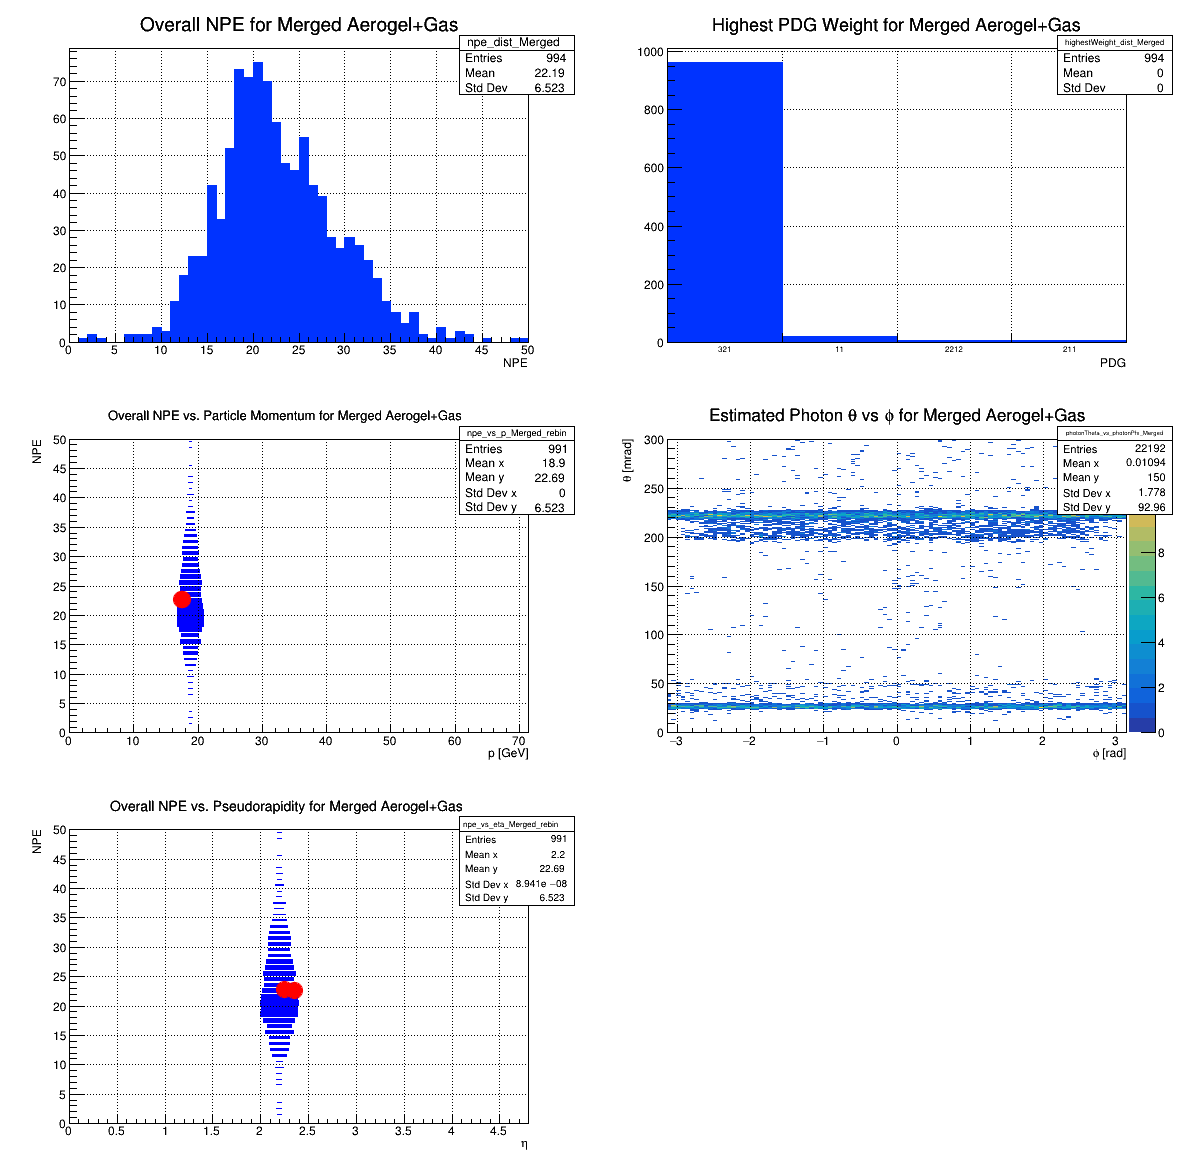 Overall NPE for Merged Aerogel+Gas
npe_dist_Merged
Entries 994
Mean 22.19
Std Dev 6.523
70
60
50
40
30
20
10
0
0 5 10 15 20 25 30 35 40 45 50
NPE
Highest PDG Weight for Merged Aerogel+Gas
highestWeight_dist_Merged
Entries 994
Mean 0
Std Dev 0
1000
800
600
400
200
0
321 11 2212 211
PDG
Overall NPE vs. Particle Momentum for Merged Aerogel+Gas
npe_vs_p_Merged_rebin
Entries 991
Mean x 18.9
Mean y 22.69
Std Dev x 0
Std Dev y 6.523
NPE
50
45
40
35
30
25
20
15
10
5
0
0 10 20 30 40 50 60 70
p [GeV]
Estimated Photon θ vs ϕ for Merged Aerogel+Gas
photonTheta_vs_photonPhi_Merged
Entries 22192
Mean x 0.01094
Mean y 150
Std Dev x 1.778
Std Dev y 92.96
θ [mrad]
300
250
200
150
100
50
0
−3 −2 −1 0 1 2 3
ϕ [rad]
8
6
4
2
0
Overall NPE vs. Pseudorapidity for Merged Aerogel+Gas
npe_vs_eta_Merged_rebin
Entries 991
Mean x 2.2
Mean y 22.69
Std Dev x 8.941e −08
Std Dev y 6.523
NPE
50
45
40
35
30
25
20
15
10
5
0
0 0.5 1 1.5 2 2.5 3 3.5 4 4.5
η